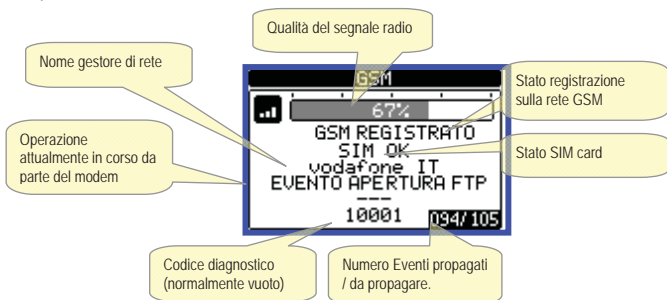 Qualità del segnale radio
Nome gestore di rete
GSM
Stato registrazione
sulla rete GSM
67%
GSM REGISTRATO
SIM OK
Stato SIM card
Operazione
attualmente in corso da
parte del modem
vodafone IT
EVENTO APERTURA FTP
---
10001
094/105
Codice diagnostico
(normalmente vuoto)
Numero Eventi propagati
/ da propagare.